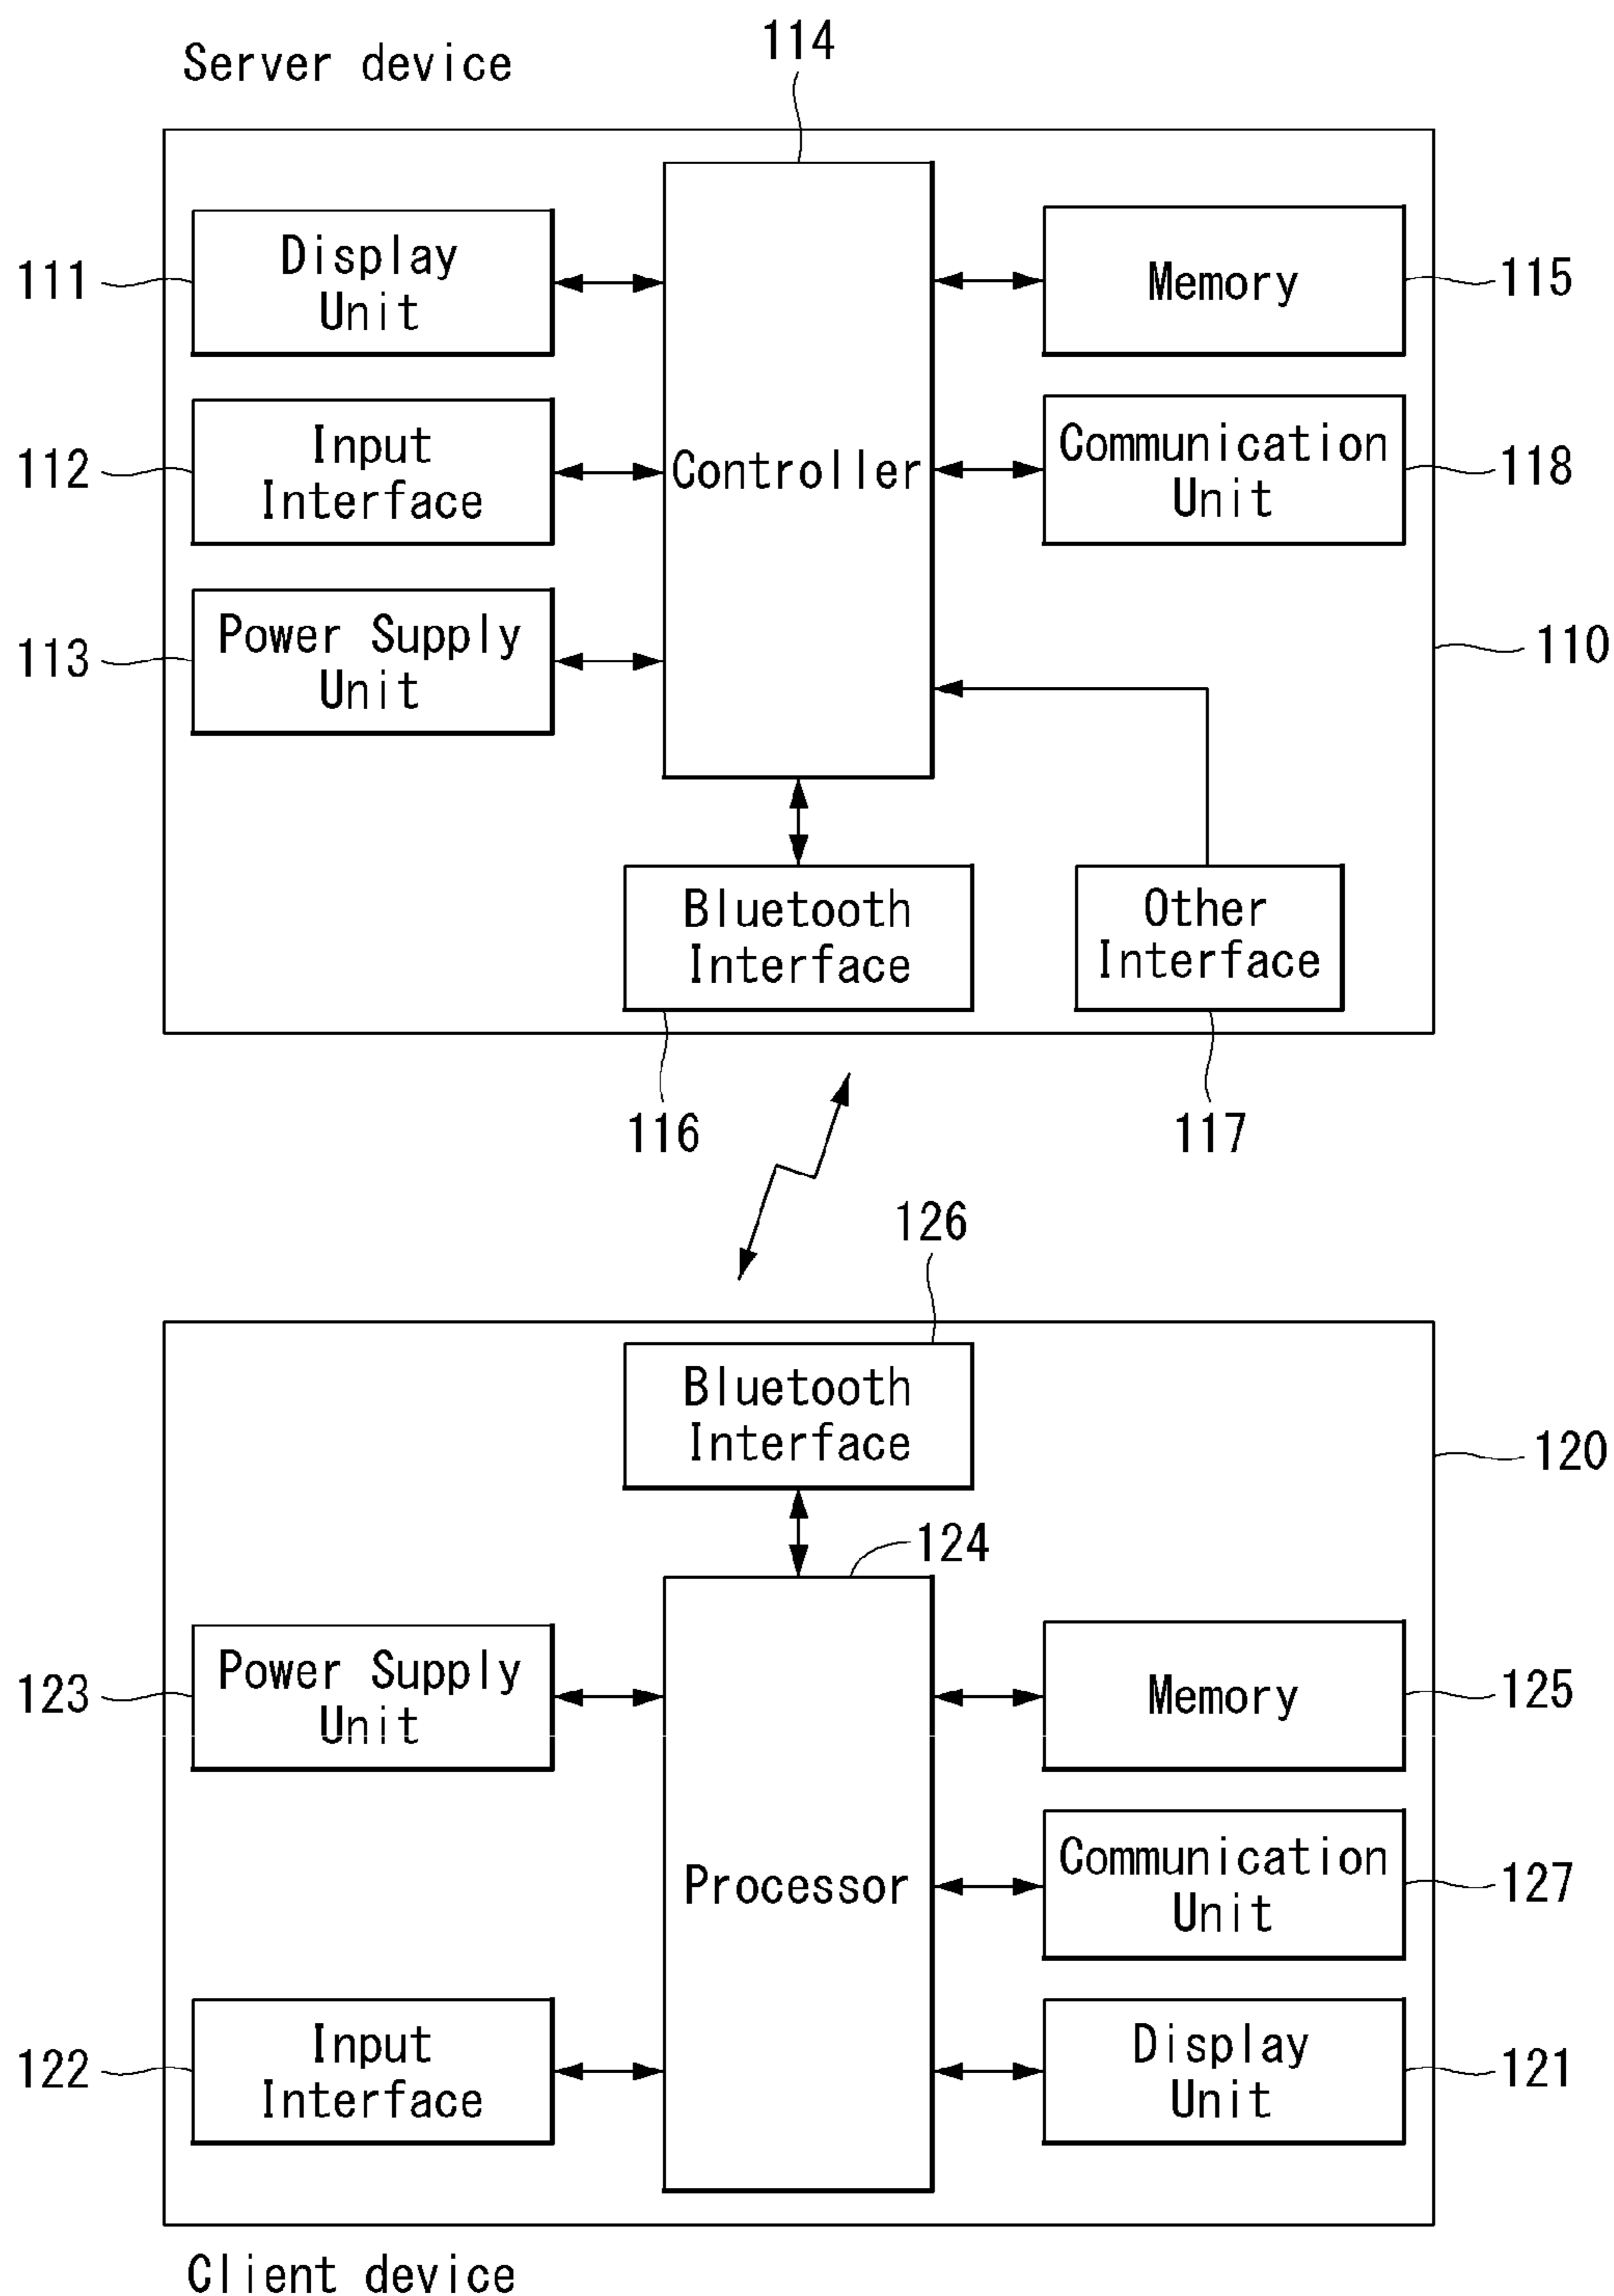 Server device
114
111
Display
Unit
Memory
115
112
Input
Interface
Controller
Communication
Unit
118
113
Power Supply
Unit
110
Bluetooth
Interface
Other
Interface
116
117
126
Bluetooth
Interface
120
124
123
Power Supply
Unit
Memory
125
Processor
Communication
Unit
127
122
Input
Interface
Display
Unit
121
Client device